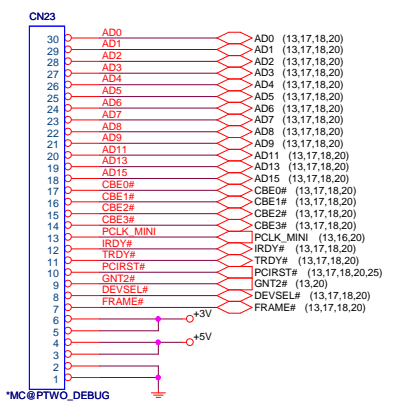 CN23
30 AD0 AD0 (13,17,18,20)
29 AD1 AD1 (13,17,18,20)
28 AD2 AD2 (13,17,18,20)
27 AD3 AD3 (13,17,18,20)
26 AD4 AD4 (13,17,18,20)
25 AD5 AD5 (13,17,18,20)
24 AD6 AD6 (13,17,18,20)
23 AD7 AD7 (13,17,18,20)
22 AD8 AD8 (13,17,18,20)
21 AD9 AD9 (13,17,18,20)
20 AD11 AD11 (13,17,18,20)
19 AD13 AD13 (13,17,18,20)
18 AD15 AD15 (13,17,18,20)
17 CBE0# CBE0# (13,17,18,20)
16 CBE1# CBE1# (13,17,18,20)
15 CBE2# CBE2# (13,17,18,20)
14 CBE3# CBE3# (13,17,18,20)
13 PCLK_MINI PCLK_MINI (13,16,20)
12 IRDY# IRDY# (13,17,18,20)
11 TRDY# TRDY# (13,17,18,20)
10 PCIRST# PCIRST# (13,17,18,20,25)
9 GNT2# GNT2# (13,20)
8 DEVSEL# DEVSEL# (13,17,18,20)
7 FRAME# FRAME# (13,17,18,20)
6 +3V
5
4 +5V
3
2
1
*MC@PTWO_DEBUG